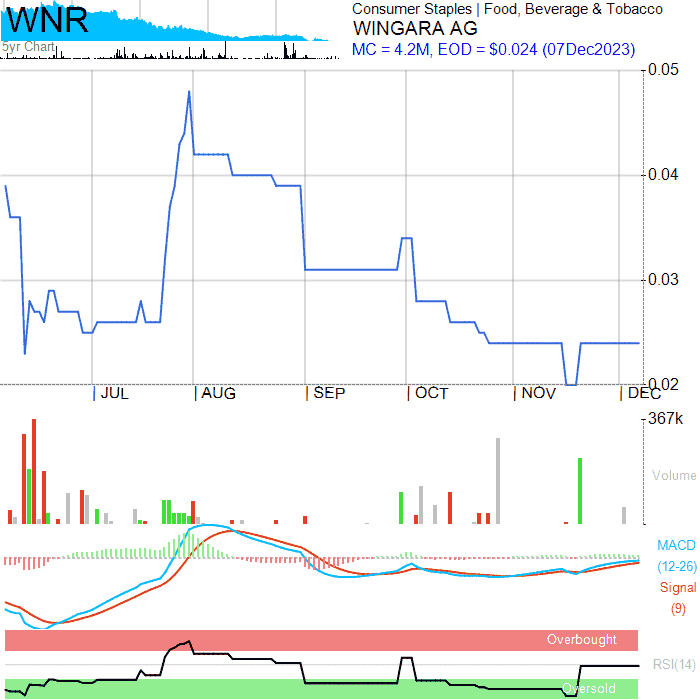 WNR
5yr Chart
Consumer Staples | Food, Beverage & Tobacco
WINGARA AG
MC = 4.2M, EOD = $0.024 (07Dec2023)
0.05
0.04
0.03
0.02
JUL AUG SEP OCT NOV DEC
367k
Volume
MACD
(12-26)
Signal
(9)
Overbought
RSI(14)
Oversold